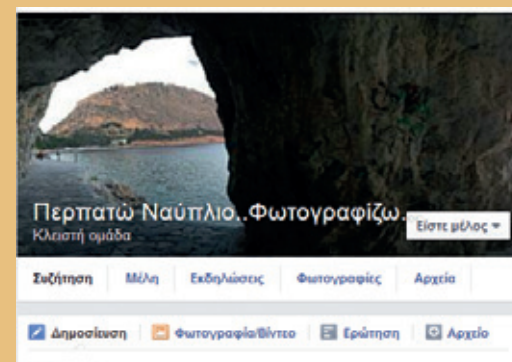 Περπατώ Ναύπλιο..Φωτογραφίζω.
Κλειστή ομάδα
Είστε μέλος
Συζήτηση Μέλη Εκδηλώσεις Φωτογραφίες Αρχεία
Δημοσίευση Φωτογραφία/Βίντεο Ερώτηση Αρχείο